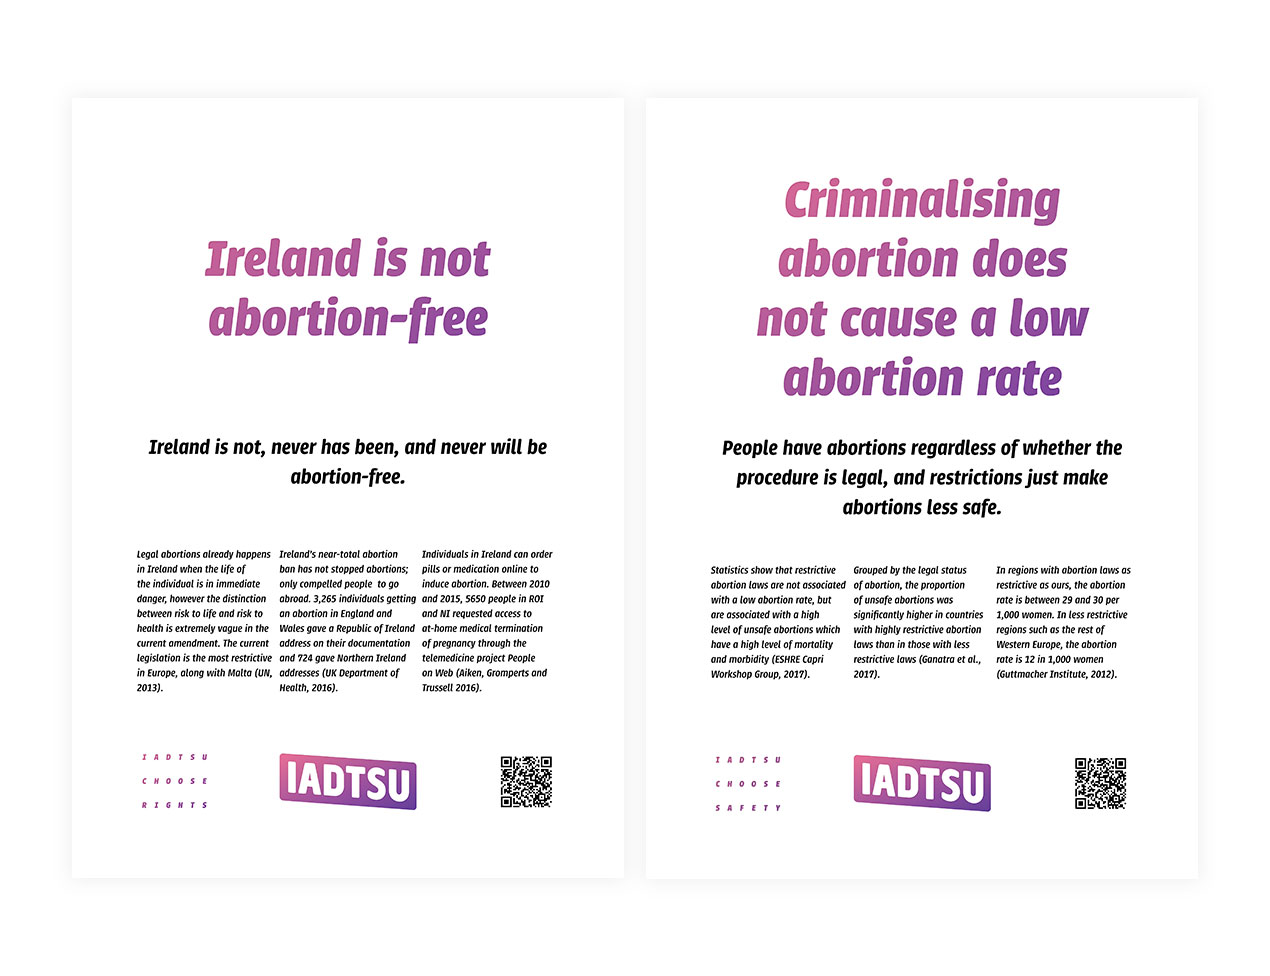 Ireland is not
abortion-free
Ireland is not, never has been, and never will be
abortion-free.
Legal abortions already happens
in Ireland when the life of
the individual is in immediate
danger, however the distinction
between risk to life and risk to
health is extremely vague in the
current amendment. The current
legislation is the most restrictive
in Europe, along with Malta (UN,
2013).
Ireland's near-total abortion
ban has not stopped abortions;
only compelled people to go
abroad. 3,265 individuals getting
an abortion in England and
Wales gave a Republic of Ireland
address on their documentation
and 724 gave Northern Ireland
addresses (UK Department of
Health, 2016).
Individuals in Ireland can order
pills or medication online to
induce abortion. Between 2010
and 2015, 5650 people in ROI
and NI requested access to
at-home medical termination
of pregnancy through the
telemedicine project People
on Web (Aiken, Gromperts and
Trussell 2016).
IADTSU
CHOOSE
RIGHTS
IADTSU
Criminalising
abortion does
not cause a low
abortion rate
People have abortions regardless of whether the
procedure is legal, and restrictions just make
abortions less safe.
Statistics show that restrictive
abortion laws are not associated
with a low abortion rate, but
are associated with a high
level of unsafe abortions which
have a high level of mortality
and morbidity (ESHRE Capri
Workshop Group, 2017).
Grouped by the legal status
of abortion, the proportion
of unsafe abortions was
significantly higher in countries
with highly restrictive abortion
laws than in those with less
restrictive laws (Ganatra et al.,
2017).
In regions with abortion laws as
restrictive as ours, the abortion
rate is between 29 and 30 per
1,000 women. In less restrictive
regions such as the rest of
Western Europe, the abortion
rate is 12 in 1,000 women
(Guttmacher Institute, 2012).
IADTSU
CHOOSE
SAFETY
IADTSU